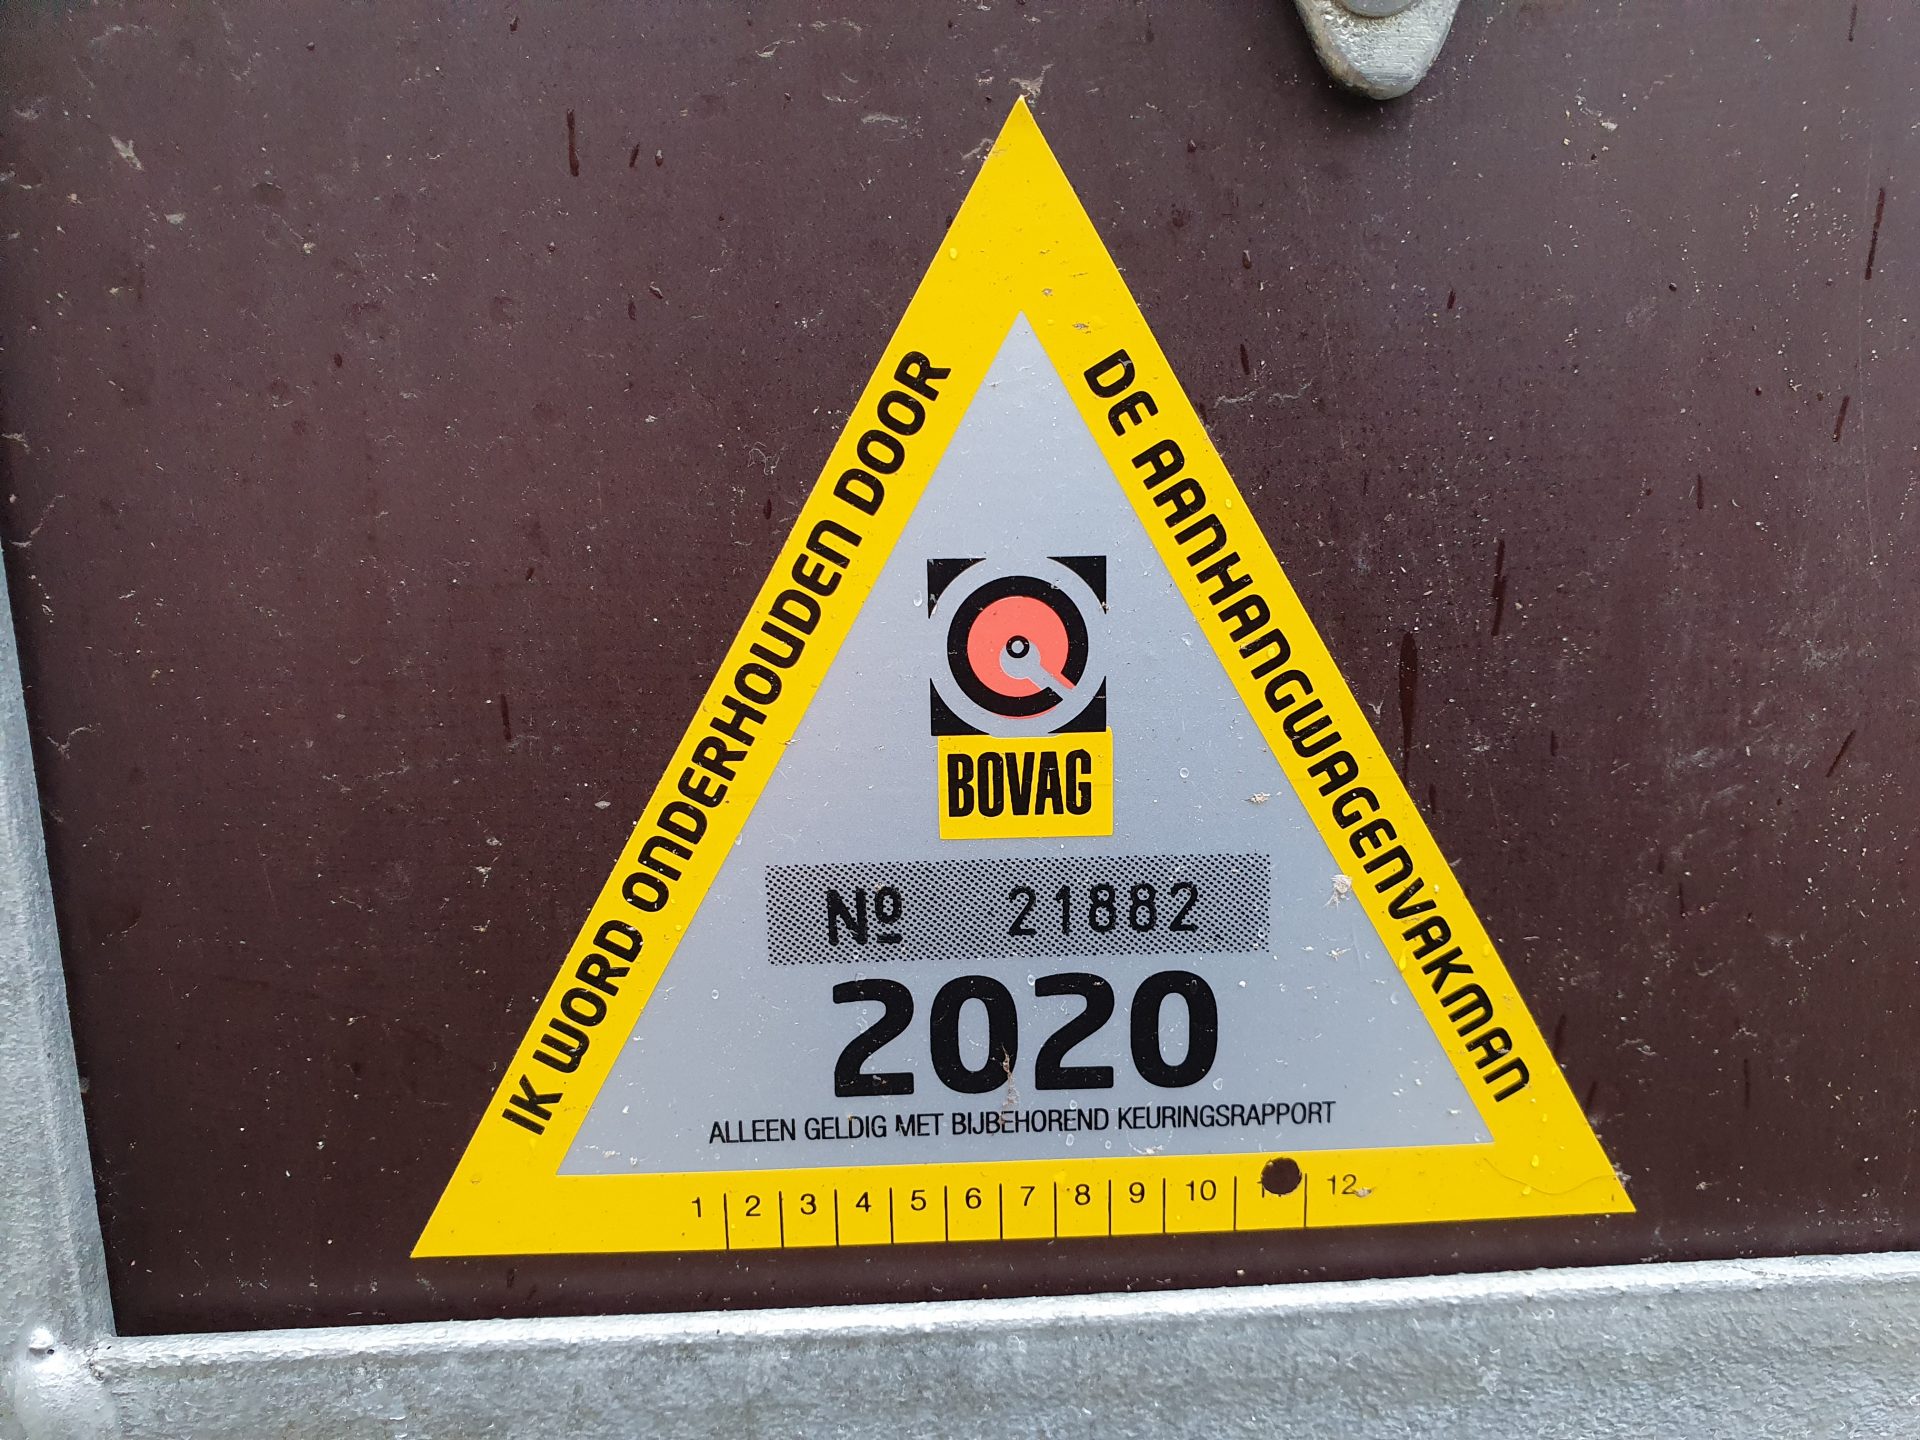 IK WORD ONDERHOUDEN DOOR
DE AANHANGWAGENVAKMAN
BOVAG
Nº 21882
2020
ALLEEN GELDIG MET BIJBEHOREND KEURINGSRAPPORT
1 2 3 4 5 6 7 8 9 10 12